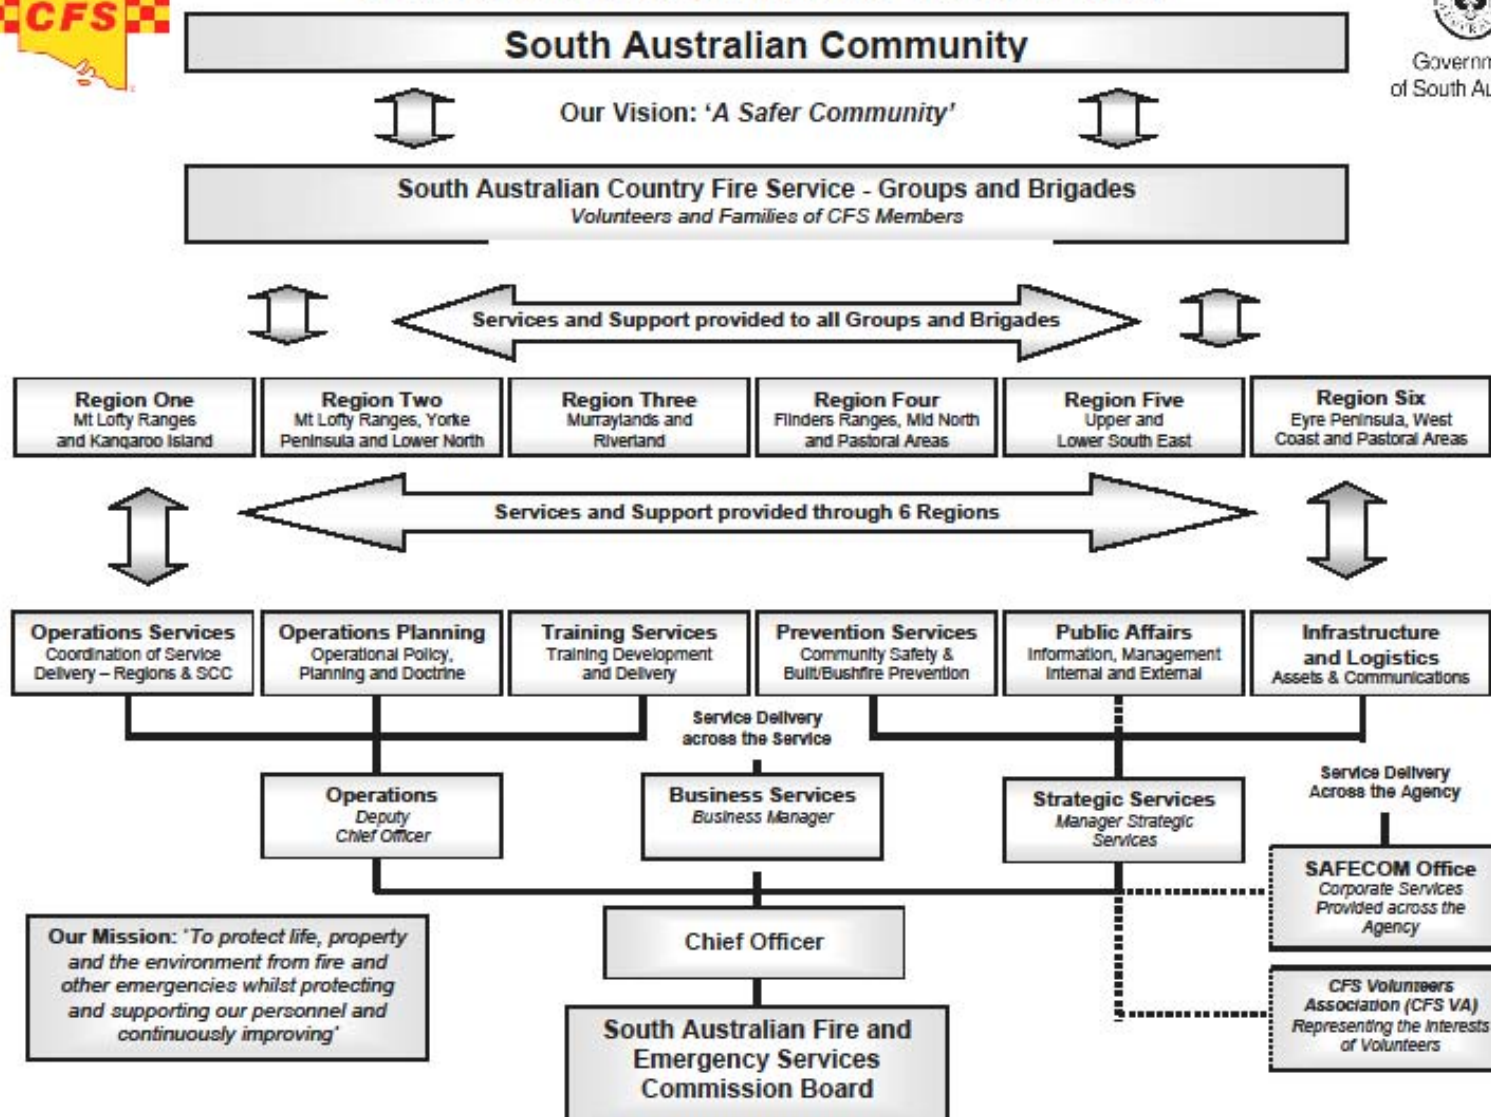 CFS
South Australian Community
Governm
of South Au
Our Vision: ‘A Safer Community’
South Australian Country Fire Service - Groups and Brigades
Volunteers and Families of CFS Members
Services and Support provided to all Groups and Brigades
Region One
Mt Lofty Ranges
and Kangaroo Island
Region Two
Mt Lofty Ranges, Yorke
Peninsula and Lower North
Region Three
Murraylands and
Riverland
Region Four
Flinders Ranges, Mid North
and Pastoral Areas
Region Five
Upper and
Lower South East
Region Six
Eyre Peninsula, West
Coast and Pastoral Areas
Services and Support provided through 6 Regions
Operations Services
Coordination of Service
Delivery – Regions & SCC
Operations Planning
Operational Policy,
Planning and Doctrine
Training Services
Training Development
and Delivery
Prevention Services
Community Safety &
Built/Bushfire Prevention
Public Affairs
Information, Management
Internal and External
Infrastructure
and Logistics
Assets & Communications
Service Delivery
across the Service
Service Delivery
Across the Agency
Operations
Deputy
Chief Officer
Business Services
Business Manager
Strategic Services
Manager Strategic
Services
SAFECOM Office
Corporate Services
Provided across the
Agency
Our Mission: ‘To protect life, property
and the environment from fire and
other emergencies whilst protecting
and supporting our personnel and
continuously improving’
Chief Officer
CFS Volunteers
Association (CFS VA)
Representing the Interests
of Volunteers
South Australian Fire and
Emergency Services
Commission Board